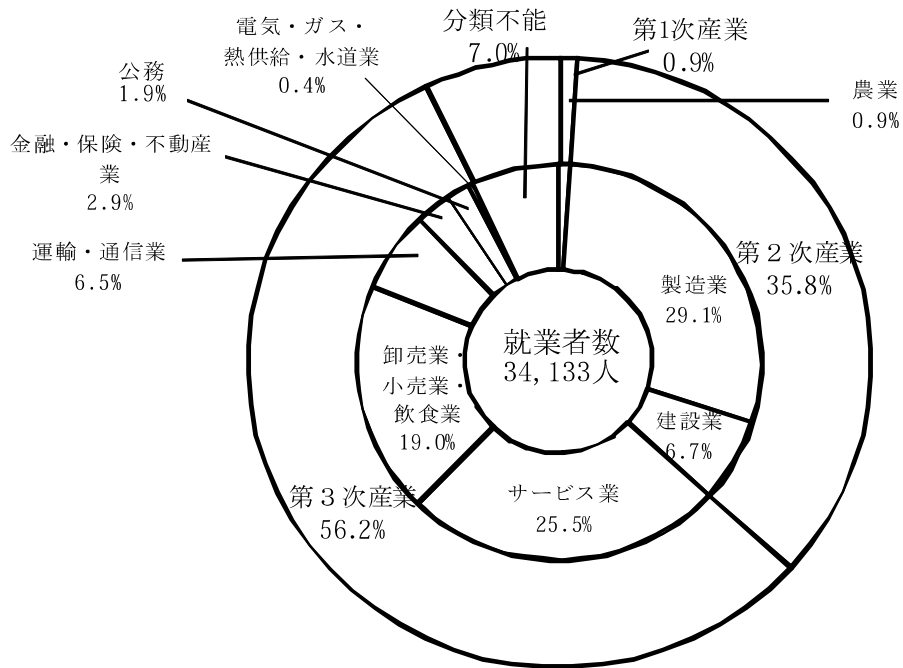 電気・ガス・
熱供給・水道業
0.4%
分類不能
7.0%
第1次産業
0.9%
公務
1.9%
農業
0.9%
金融・保険・不動産
業
2.9%
運輸・通信業
6.5%
第２次産業
35.8%
製造業
29.1%
就業者数
34,133人
卸売業・
小売業・
飲食業
19.0%
建設業
6.7%
サービス業
25.5%
第３次産業
56.2%